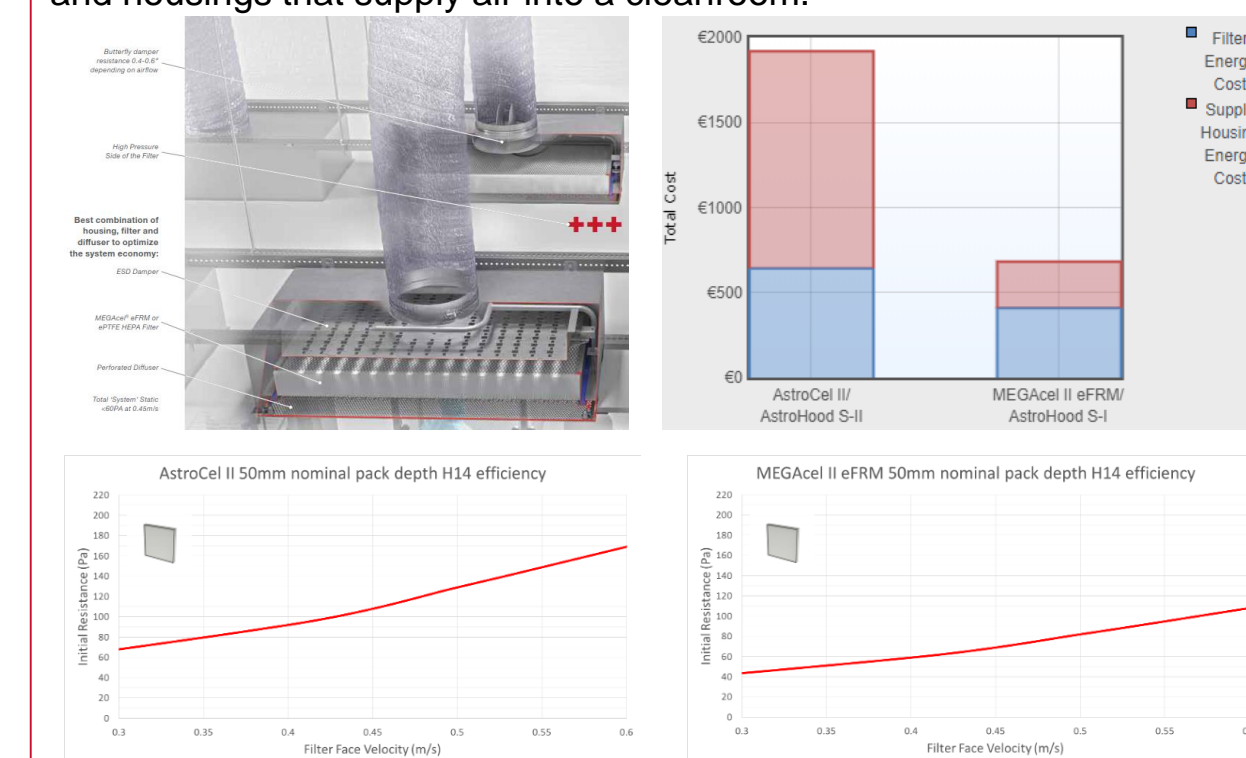 and housings that supply air into a cleanroom.
Butterfly damper
resistance 0.4-0.6"
depending on airflow
High Pressure
Side of the Filter
Best combination of
housing, filter and
diffuser to optimize
the system economy:
ESD Damper
MEGAcel® eFRM or
ePTFE HEPA Filter
Perforated Diffuser
Total 'System' Static
<60PA at 0.45m/s
+++
€2000
€1500
€1000
€500
€0
Total Cost
AstroCel II/
AstroHood S-II
MEGAcel II eFRM/
AstroHood S-I
Filter
Energ
Cost
Suppl
Housin
Energ
Cost
AstroCel II 50mm nominal pack depth H14 efficiency
220
200
180
160
140
120
100
80
60
40
20
0
Initial Resistance (Pa)
0.3 0.35 0.4 0.45 0.5 0.55 0.6
Filter Face Velocity (m/s)
MEGAcel II eFRM 50mm nominal pack depth H14 efficiency
220
200
180
160
140
120
100
80
60
40
20
0
Initial Resistance (Pa)
0.3 0.35 0.4 0.45 0.5 0.55
Filter Face Velocity (m/s)